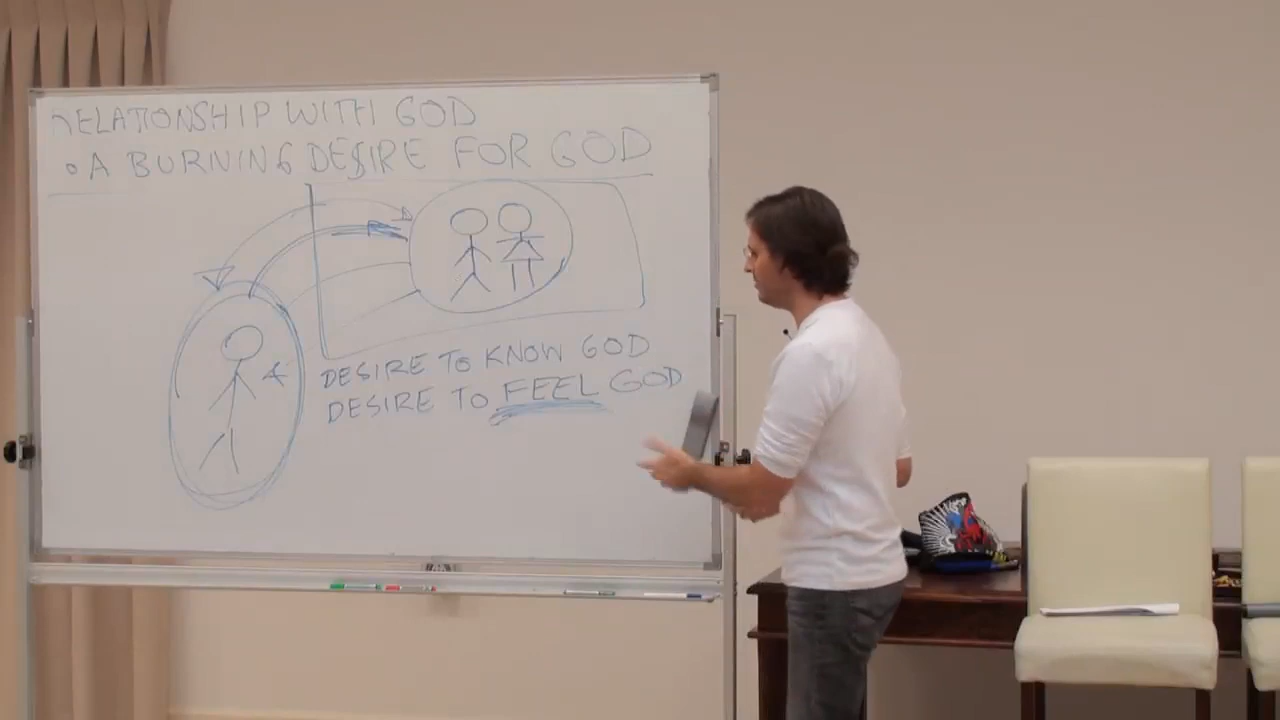 RELATIONSHIP WITH GOD
• A BURNING DESIRE FOR GOD
DESIRE TO KNOW GOD
DESIRE TO FEEL GOD